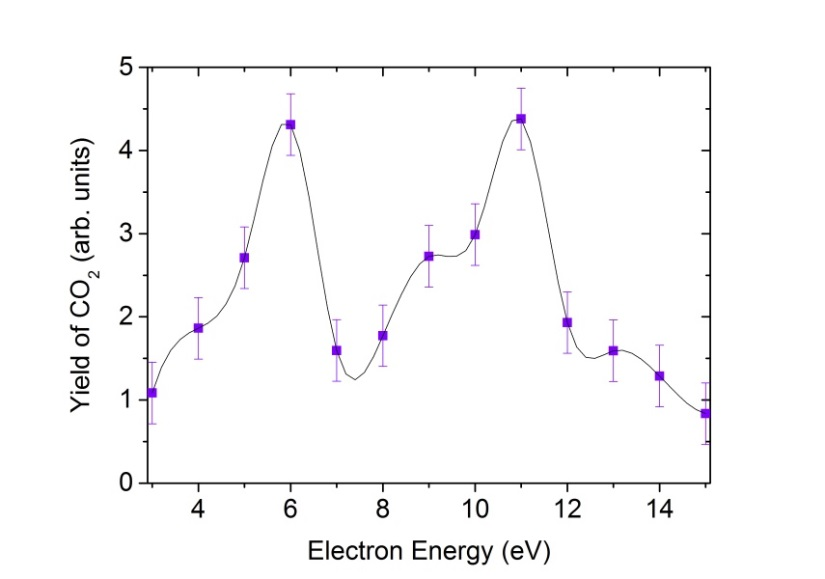 5
4
3
2
1
0
Yield of CO₂ (arb. units)
4 6 8 10 12 14
Electron Energy (eV)